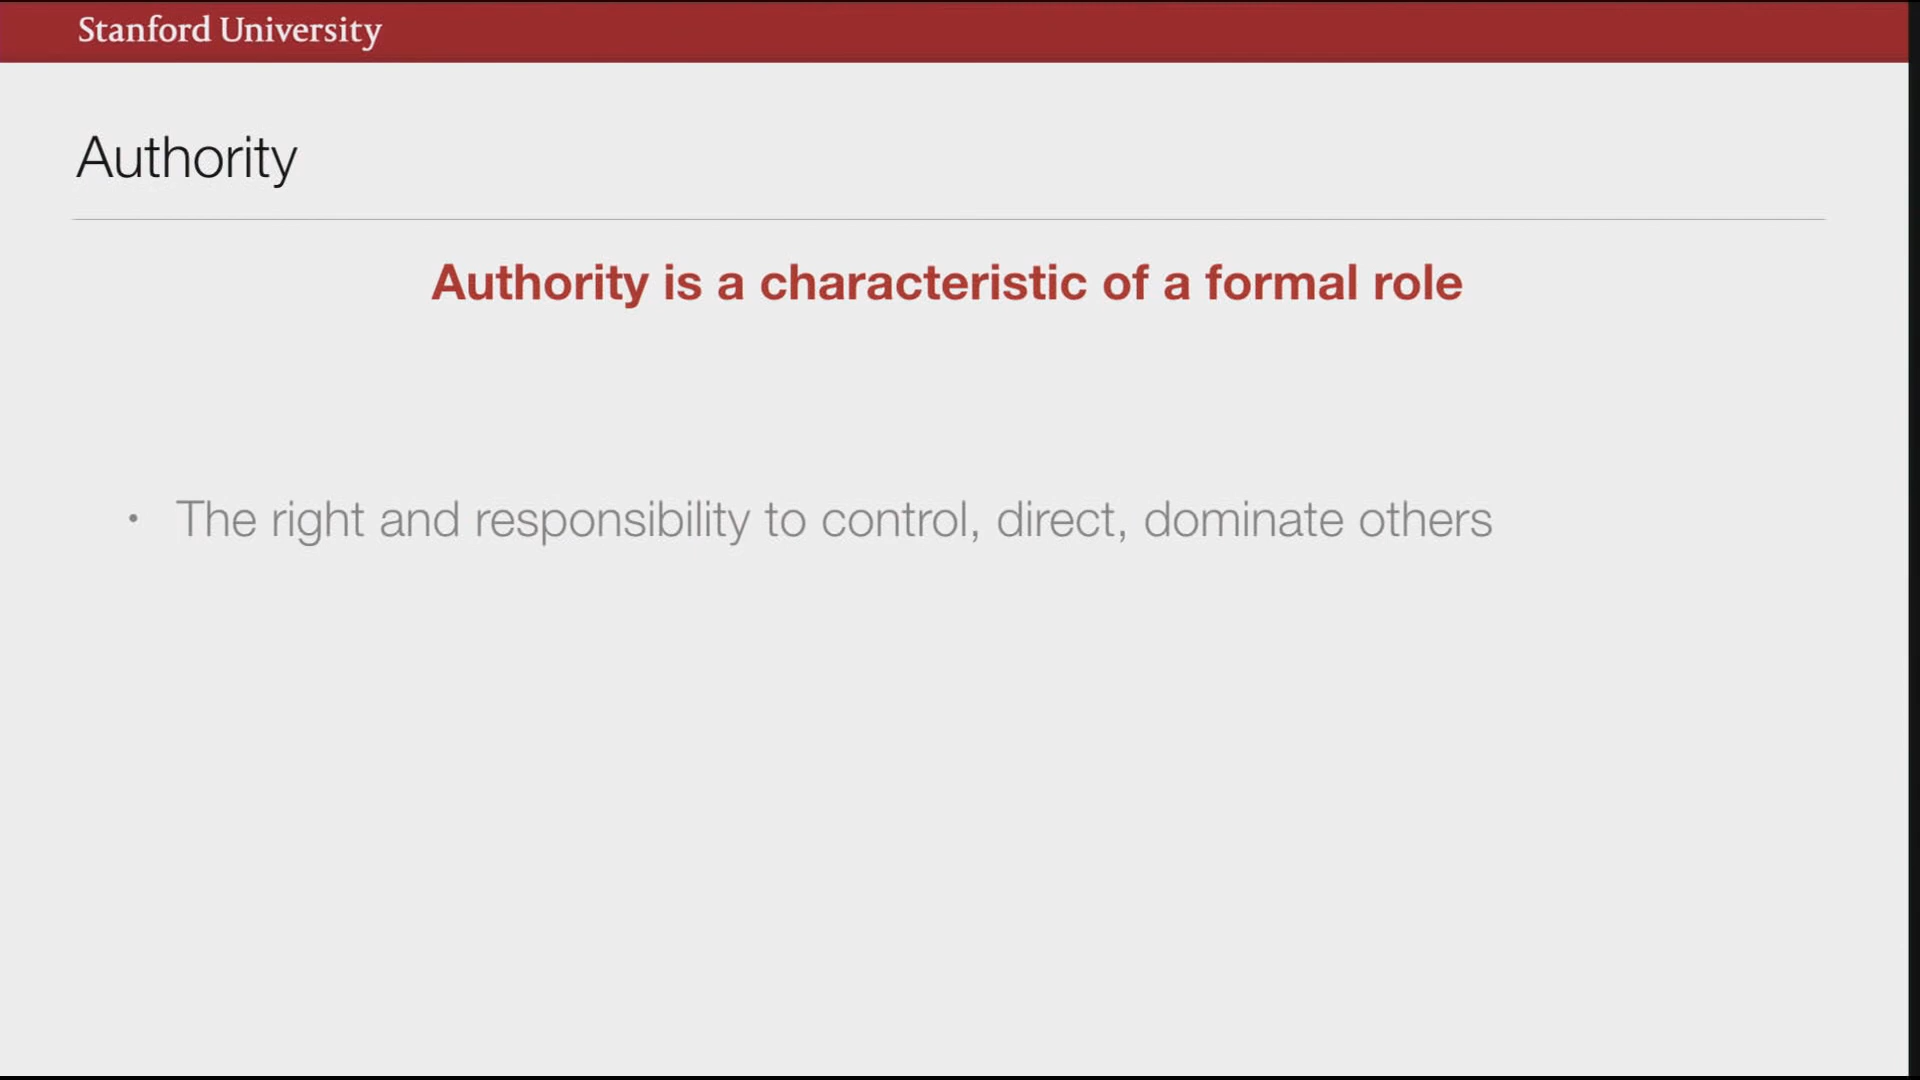 Stanford University
Authority
Authority is a characteristic of a formal role
• The right and responsibility to control, direct, dominate others